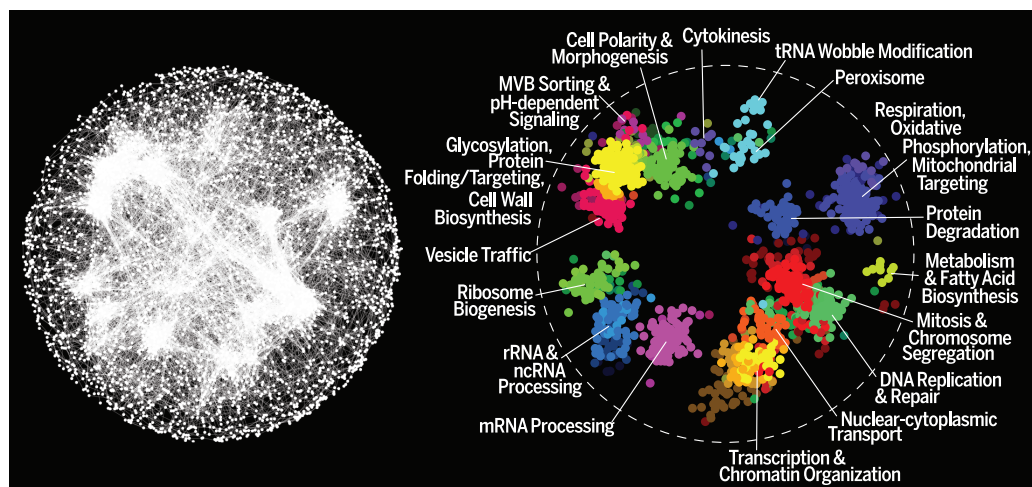 Cytokinesis
Cell Polarity &
Morphogenesis
tRNA Wobble Modification
Peroxisome
MVB Sorting &
pH-dependent
Signaling
Respiration,
Oxidative
Phosphorylation,
Mitochondrial
Targeting
Glycosylation,
Protein
Folding/Targeting,
Cell Wall
Biosynthesis
Protein
Degradation
Vesicle Traffic
Metabolism
& Fatty Acid
Biosynthesis
Ribosome
Biogenesis
Mitosis &
Chromosome
Segregation
rRNA &
ncRNA
Processing
DNA Replication
& Repair
mRNA Processing
Nuclear-cytoplasmic
Transport
Transcription &
Chromatin Organization